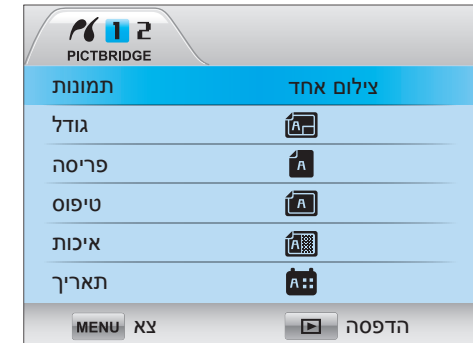 1 2
PICTBRIDGE
תמונות צילום אחד
גודל A
פריסה A
טיפוס A
איכות A
תאריך A
MENU צא הדפסה